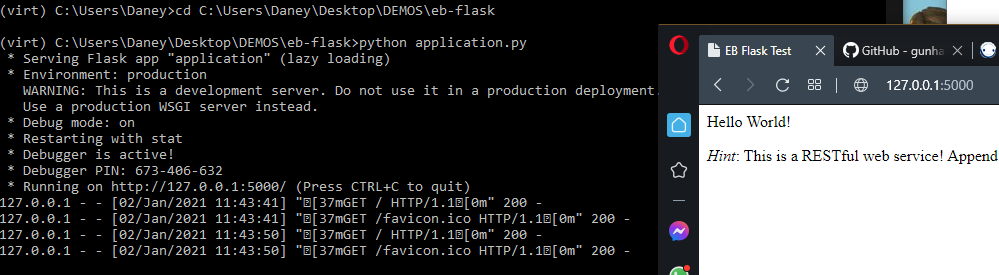 (virt) C:\Users\Daney>cd C:\Users\Daney\Desktop\DEMOS\eb-flask
(virt) C:\Users\Daney\Desktop\DEMOS\eb-flask>python application.py
* Serving Flask app "application" (lazy loading)
* Environment: production
WARNING: This is a development server. Do not use it in a production deployment.
Use a production WSGI server instead.
* Debug mode: on
* Restarting with stat
* Debugger is active!
* Debugger PIN: 673-406-632
* Running on http://127.0.0.1:5000/ (Press CTRL+C to quit)
127.0.0.1 - - [02/Jan/2021 11:43:41] "␛[37mGET / HTTP/1.1␛[0m" 200 -
127.0.0.1 - - [02/Jan/2021 11:43:41] "␛[37mGET /favicon.ico HTTP/1.1␛[0m" 200 -
127.0.0.1 - - [02/Jan/2021 11:43:50] "␛[37mGET / HTTP/1.1␛[0m" 200 -
127.0.0.1 - - [02/Jan/2021 11:43:50] "␛[37mGET /favicon.ico HTTP/1.1␛[0m" 200 -
EB Flask Test
GitHub - gunha
127.0.0.1:5000
Hello World!
Hint: This is a RESTful web service! Append